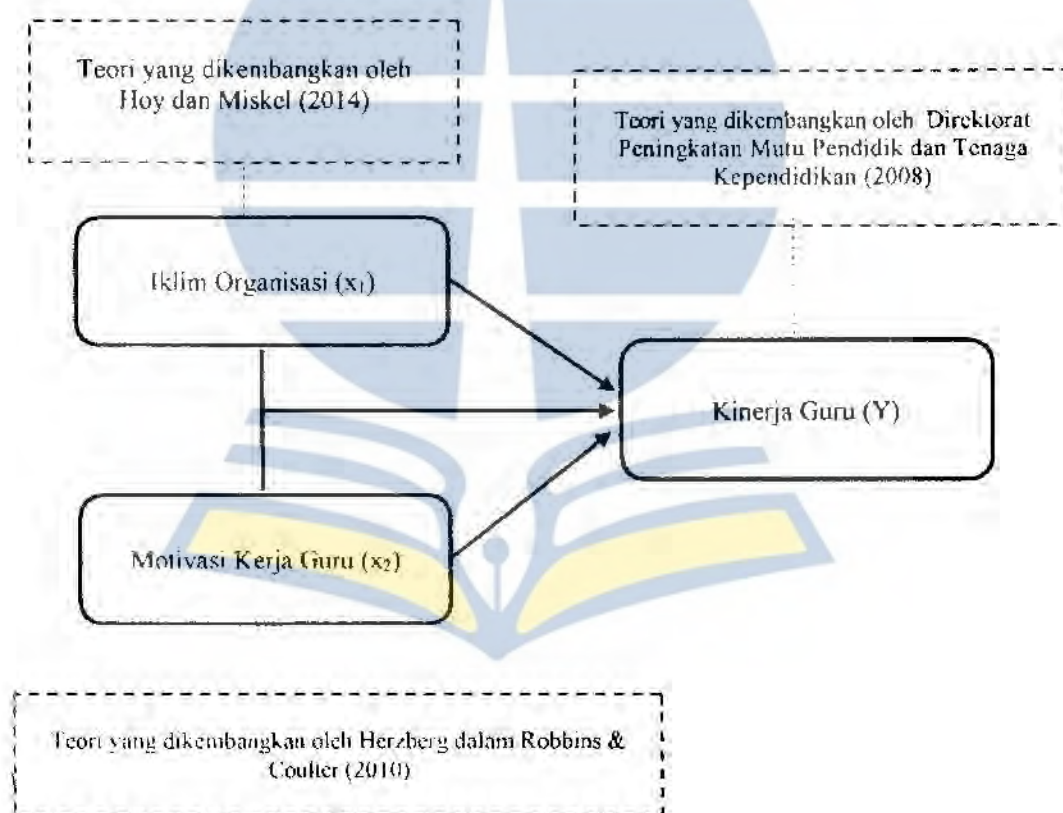 Teori yang dikembangkan oleh
Hoy dan Miskel (2014)
Teori yang dikembangkan oleh Direktorat
Peningkatan Mutu Pendidik dan Tenaga
Kependidikan (2008)
Iklim Organisasi (x₁)
Kinerja Guru (Y)
Motivasi Kerja Guru (x₂)
Teori yang dikembangkan oleh Herzberg dalam Robbins &
Coulter (2010)